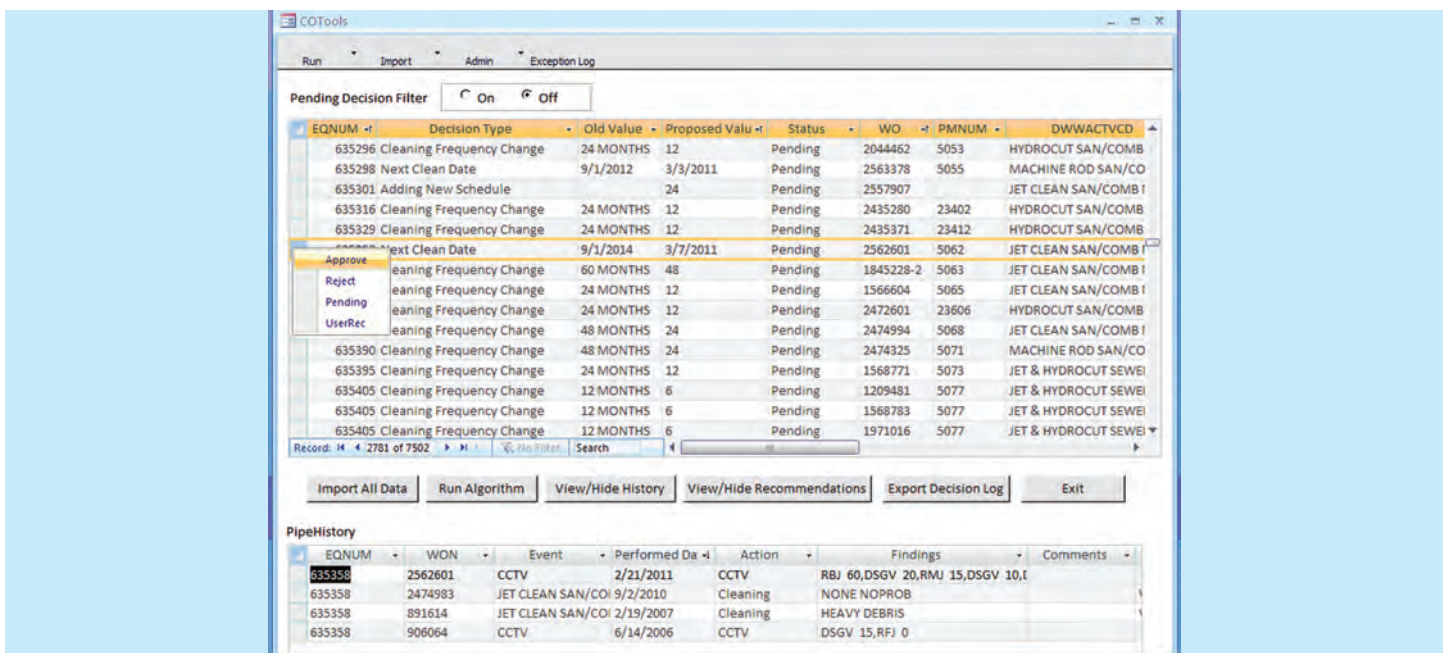 COTools
Run Import Admin Exception Log
Pending Decision Filter On Off
EQNUM Decision Type Old Value Proposed Valu Status WO PMNUM DWWACTVCD
635296 Cleaning Frequency Change 24 MONTHS 12 Pending 2044462 5053 HYDROCUT SAN/COMB
635298 Next Clean Date 9/1/2012 3/3/2011 Pending 2563378 5055 MACHINE ROD SAN/CO
635301 Adding New Schedule 24 Pending 2557907 JET CLEAN SAN/COMB
635316 Cleaning Frequency Change 24 MONTHS 12 Pending 2435280 23402 HYDROCUT SAN/COMB
635329 Cleaning Frequency Change 24 MONTHS 12 Pending 2435371 23412 HYDROCUT SAN/COMB
ext Clean Date 9/1/2014 3/7/2011 Pending 2562601 5062 JET CLEAN SAN/COMB
Approve
eaning Frequency Change 60 MONTHS 48 Pending 1845228-2 5063 JET CLEAN SAN/COMB
Reject
eaning Frequency Change 24 MONTHS 12 Pending 1566604 5065 JET CLEAN SAN/COMB
Pending
eaning Frequency Change 24 MONTHS 12 Pending 2472601 23606 HYDROCUT SAN/COMB
UserRec
eaning Frequency Change 48 MONTHS 24 Pending 2474994 5068 JET CLEAN SAN/COMB
635390 Cleaning Frequency Change 48 MONTHS 24 Pending 2474325 5071 MACHINE ROD SAN/CO
635395 Cleaning Frequency Change 24 MONTHS 12 Pending 1568771 5073 JET & HYDROCUT SEWE
635405 Cleaning Frequency Change 12 MONTHS 6 Pending 1209481 5077 JET & HYDROCUT SEWE
635405 Cleaning Frequency Change 12 MONTHS 6 Pending 1568783 5077 JET & HYDROCUT SEWE
635405 Cleaning Frequency Change 12 MONTHS 6 Pending 1971016 5077 JET & HYDROCUT SEWE
Record: 2781 of 7502 No Filter Search
Import All Data Run Algorithm View/Hide History View/Hide Recommendations Export Decision Log Exit
PipeHistory
EQNUM WON Event Performed Da Action Findings Comments
635358 2562601 CCTV 2/21/2011 CCTV RBJ 60,DSGV 20,RMJ 15,DSGV 10,
635358 2474983 JET CLEAN SAN/CO 9/2/2010 Cleaning NONE NOPROB
635358 891614 JET CLEAN SAN/CO 2/19/2007 Cleaning HEAVY DEBRIS
635358 906064 CCTV 6/14/2006 CCTV DSGV 15,RFJ 0